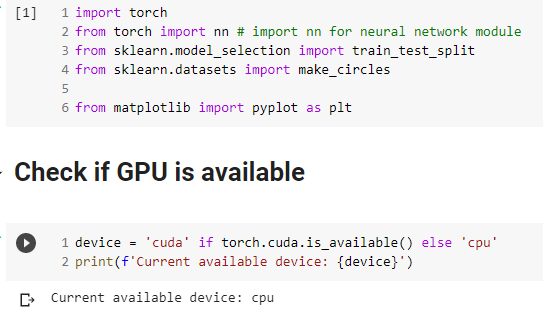 [1] 1 import torch
2 from torch import nn # import nn for neural network module
3 from sklearn.model_selection import train_test_split
4 from sklearn.datasets import make_circles
5
6 from matplotlib import pyplot as plt
Check if GPU is available
1 device = 'cuda' if torch.cuda.is_available() else 'cpu'
2 print(f'Current available device: {device}')
Current available device: cpu